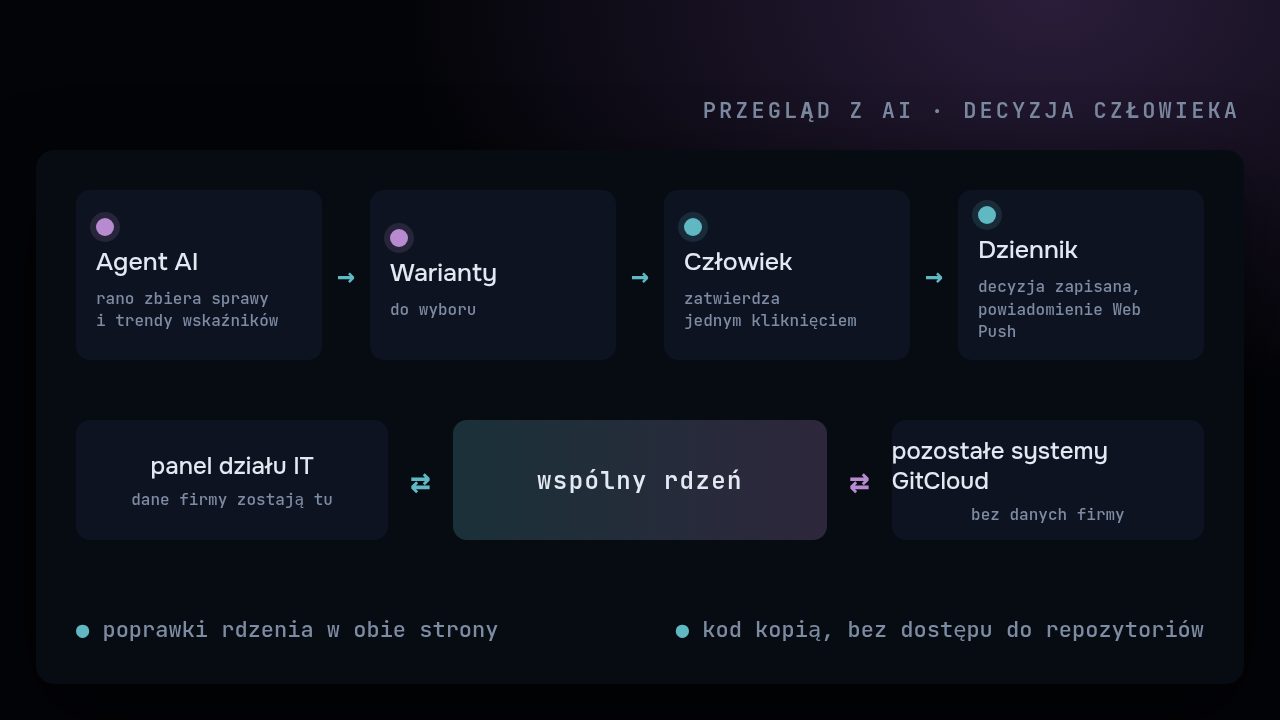 PRZEGLĄD Z AI · DECYZJA CZŁOWIEKA
Agent AI
rano zbiera sprawy
i trendy wskaźników
→
Warianty
do wyboru
→
Człowiek
zatwierdza
jednym kliknięciem
→
Dziennik
decyzja zapisana,
powiadomienie Web
Push
panel działu IT
dane firmy zostają tu
⇄
wspólny rdzeń
⇄
pozostałe systemy
GitCloud
bez danych firmy
poprawki rdzenia w obie strony
kod kopią, bez dostępu do repozytoriów